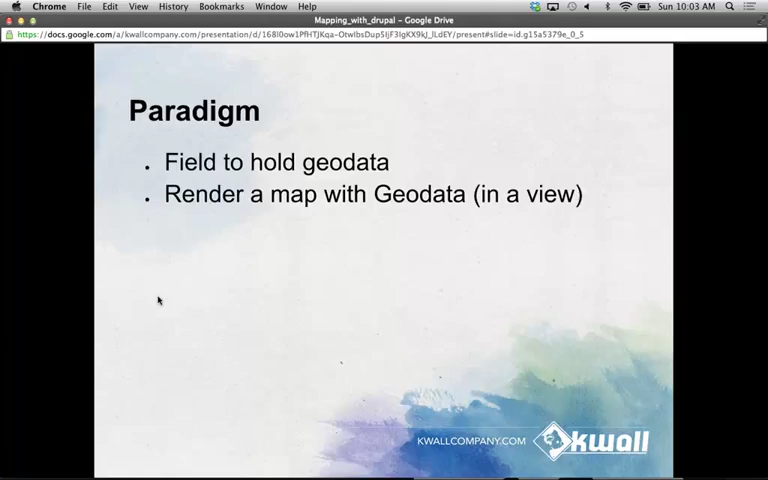 Chrome File Edit View History Bookmarks Window Help Sun 10:03 AM
Mapping_with_drupal - Google Drive
Paradigm
Field to hold geodata
Render a map with Geodata (in a view)
KWALLCOMPANY.COM kwall